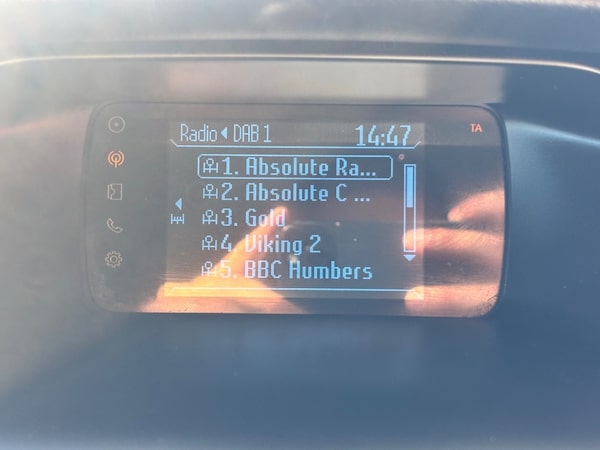 Radio DAB 1 14:47 TA
1. Absolute Ra...
2. Absolute C ...
3. Gold
4. Viking 2
5. BBC Humbers